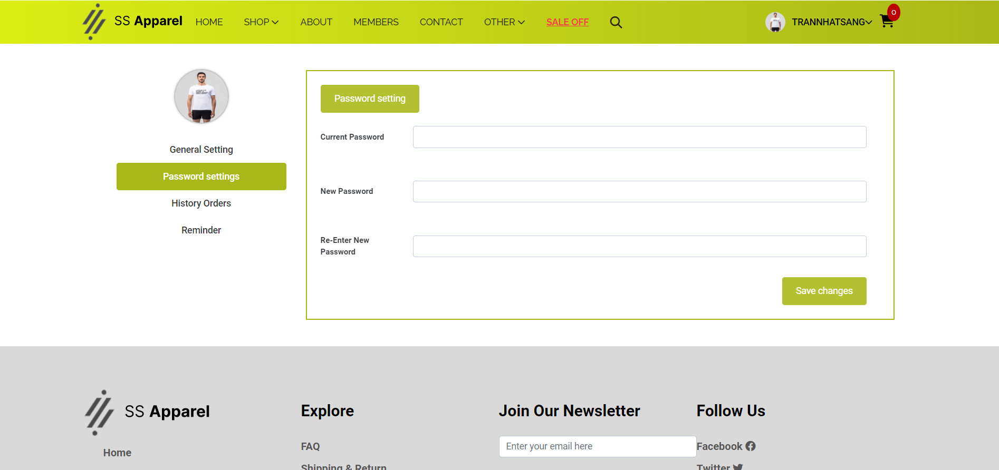 SS Apparel HOME SHOP ABOUT MEMBERS CONTACT OTHER SALE OFF TRANNHATSANG 0
General Setting
Password settings
History Orders
Reminder
Password setting
Current Password
New Password
Re-Enter New
Password
Save changes
SS Apparel
Home
Explore
FAQ
Shipping & Return
Join Our Newsletter
Enter your email here
Follow Us
Facebook
Twitter